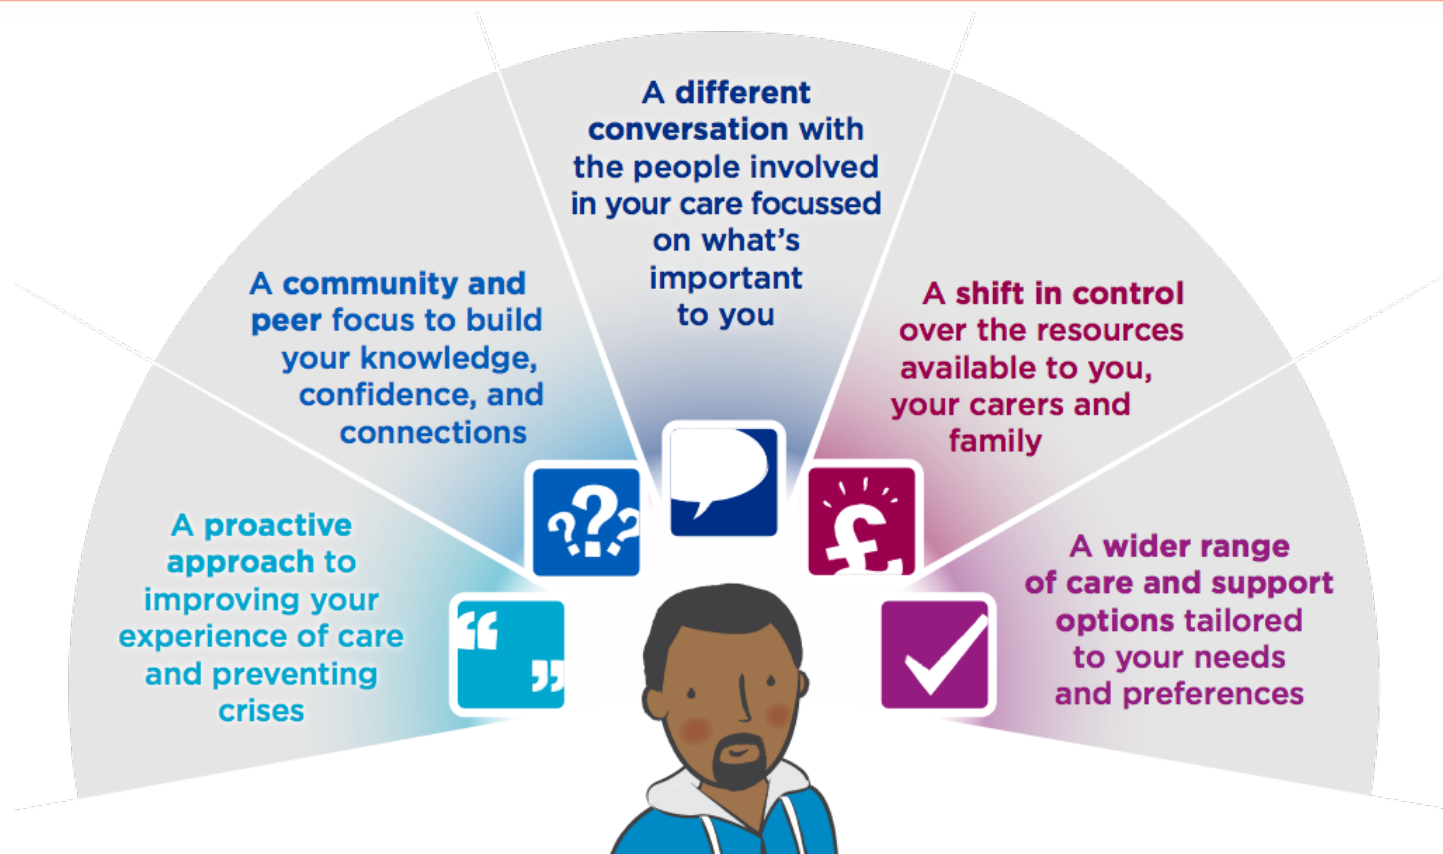 A proactive
approach to
improving your
experience of care
and preventing
crises
A community and
peer focus to build
your knowledge,
confidence, and
connections
A different
conversation with
the people involved
in your care focussed
on what's
important
to you
A shift in control
over the resources
available to you,
your carers and
family
A wider range
of care and support
options tailored
to your needs
and preferences
“ ”
???
£